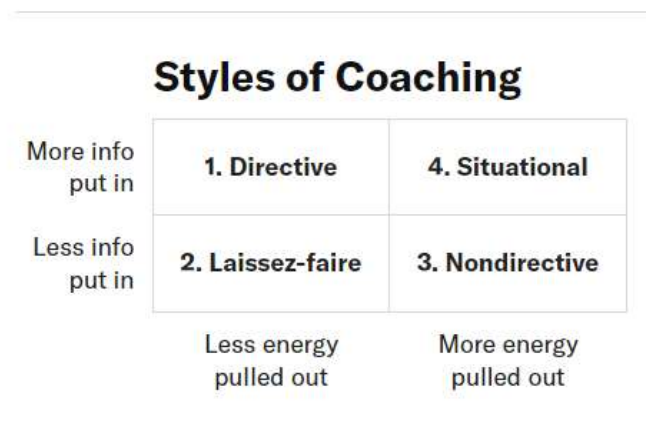 Styles of Coaching
More info
put in
1. Directive
4. Situational
Less info
put in
2. Laissez-faire
3. Nondirective
Less energy
pulled out
More energy
pulled out